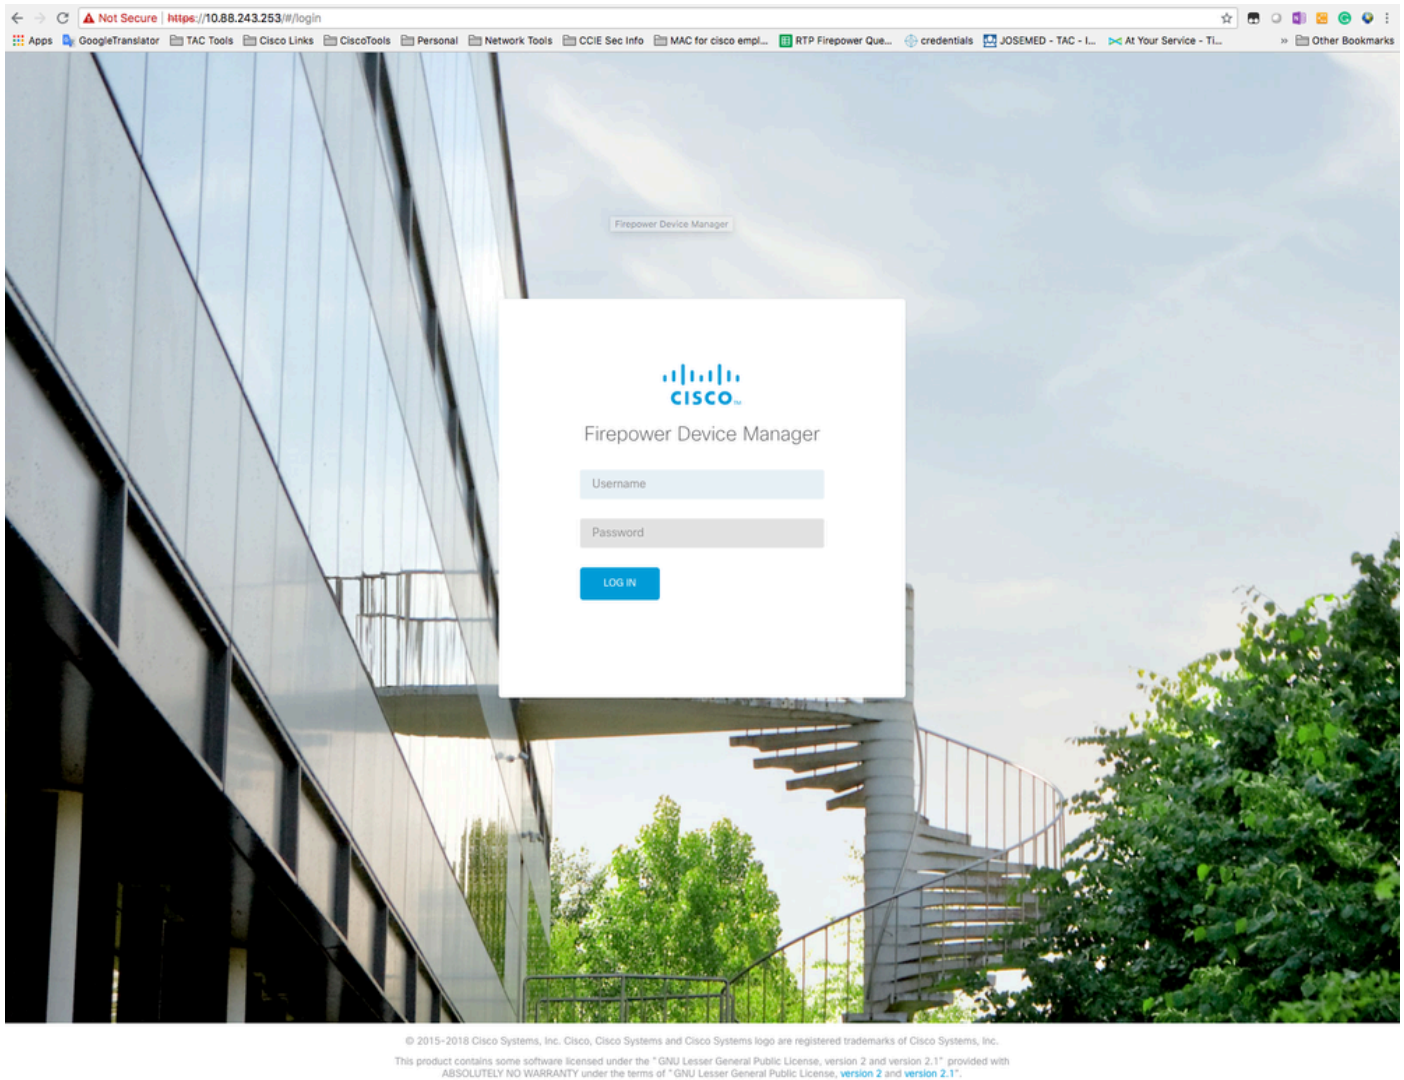 Not Secure | https://10.88.243.253/#/login
Apps GoogleTranslator TAC Tools Cisco Links CiscoTools Personal Network Tools CCIE Sec Info MAC for cisco empl... RTP Firepower Que... credentials JOSEMED - TAC - I... At Your Service - Ti... » Other Bookmarks
Firepower Device Manager
CISCO™
Firepower Device Manager
Username
Password
LOG IN
© 2015-2018 Cisco Systems, Inc. Cisco, Cisco Systems and Cisco Systems logo are registered trademarks of Cisco Systems, Inc.
This product contains some software licensed under the "GNU Lesser General Public License, version 2 and version 2.1" provided with
ABSOLUTELY NO WARRANTY under the terms of "GNU Lesser General Public License, version 2 and version 2.1".